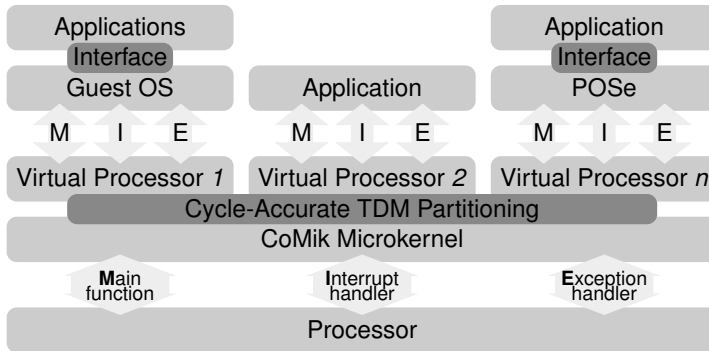 Applications
Application
Interface
Interface
Guest OS
Application
POSe
M I E
M I E
M I E
Virtual Processor 1
Virtual Processor 2
Virtual Processor n
Cycle-Accurate TDM Partitioning
CoMik Microkernel
Main
function
Interrupt
handler
Exception
handler
Processor